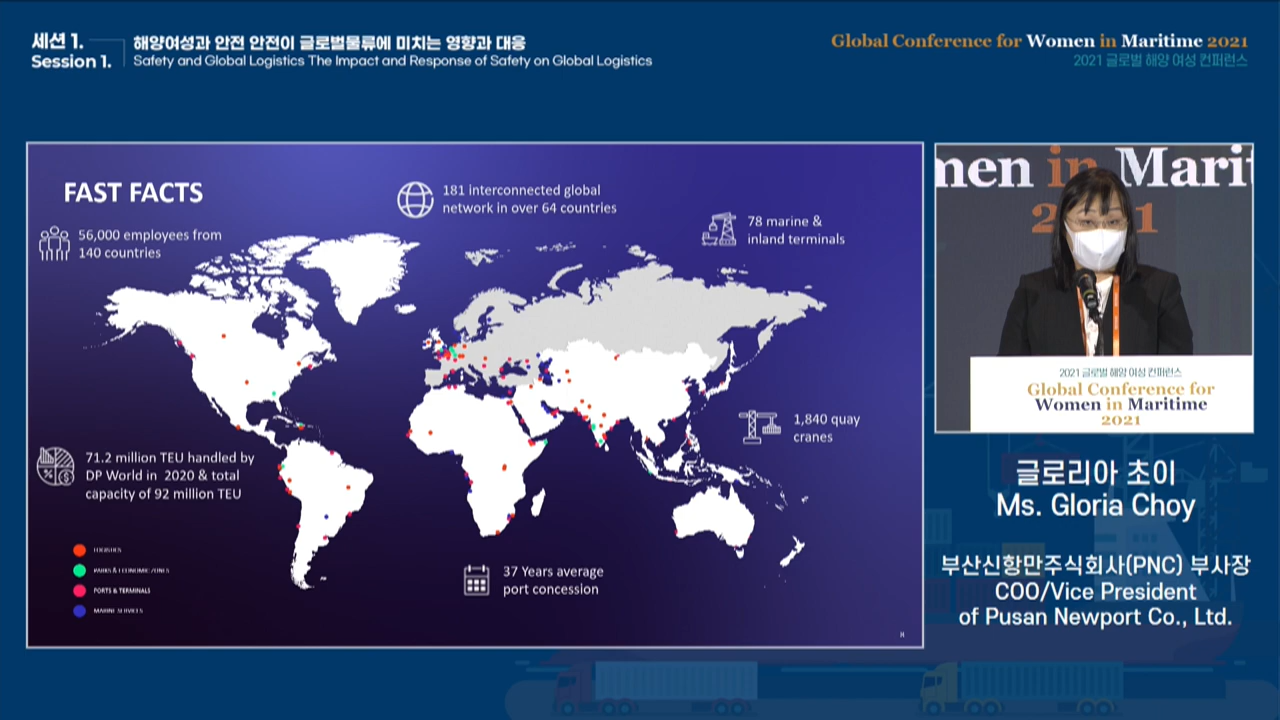 세션 1.
Session 1.
해양여성과 안전 안전이 글로벌물류에 미치는 영향과 대응
Safety and Global Logistics The Impact and Response of Safety on Global Logistics
Global Conference for Women in Maritime 2021
2021 글로벌 해양 여성 컨퍼런스
FAST FACTS
56,000 employees from
140 countries
181 interconnected global
network in over 64 countries
78 marine &
inland terminals
1,840 quay
cranes
71.2 million TEU handled by
DP World in 2020 & total
capacity of 92 million TEU
37 Years average
port concession
LOGISTICS
PARKS & ECONOMIC ZONES
PORTS & TERMINALS
MARINE SERVICES
men in Marit
2021
2021 글로벌 해양 여성 컨퍼런스
Global Conference for
Women in Maritime
2021
글로리아 초이
Ms. Gloria Choy
부산신항만주식회사(PNC) 부사장
COO/Vice President
of Pusan Newport Co., Ltd.